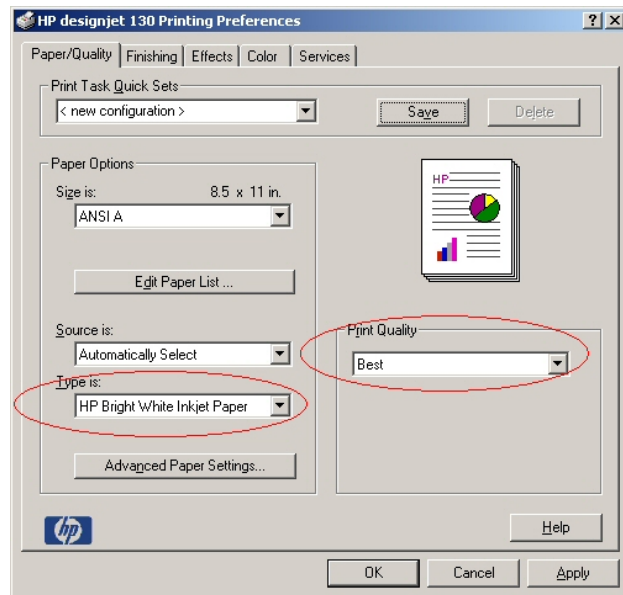 HP designjet 130 Printing Preferences
Paper/Quality Finishing Effects Color Services
Print Task Quick Sets
< new configuration >
Save
Delete
Paper Options
Size is: 8.5 x 11 in.
ANSI A
Edit Paper List ...
Source is:
Automatically Select
Type is:
HP Bright White Inkjet Paper
Advanced Paper Settings...
HP
Print Quality
Best
hp
Help
OK Cancel Apply